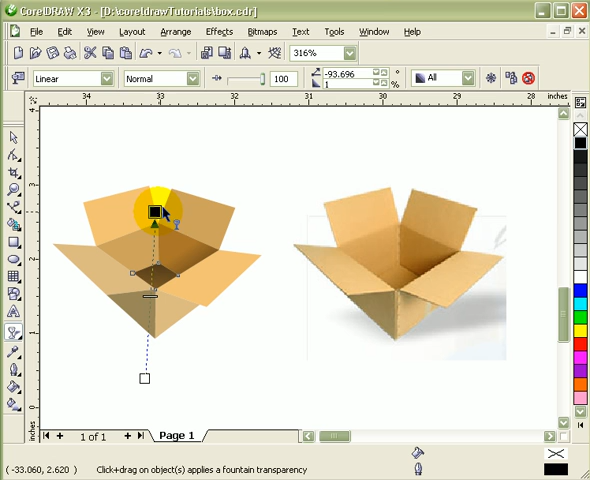 CorelDRAW X3 - [D:\coreldrawTutorials\box.cdr]
File Edit View Layout Arrange Effects Bitmaps Text Tools Window Help
316%
Linear Normal 100 -93.696 ° All
1 %
34 33 32 31 30 29 28 inches
4
3
2
1
0
inches
1 of 1 Page 1
( -33.060, 2.620 ) Click+drag on object(s) applies a fountain transparency